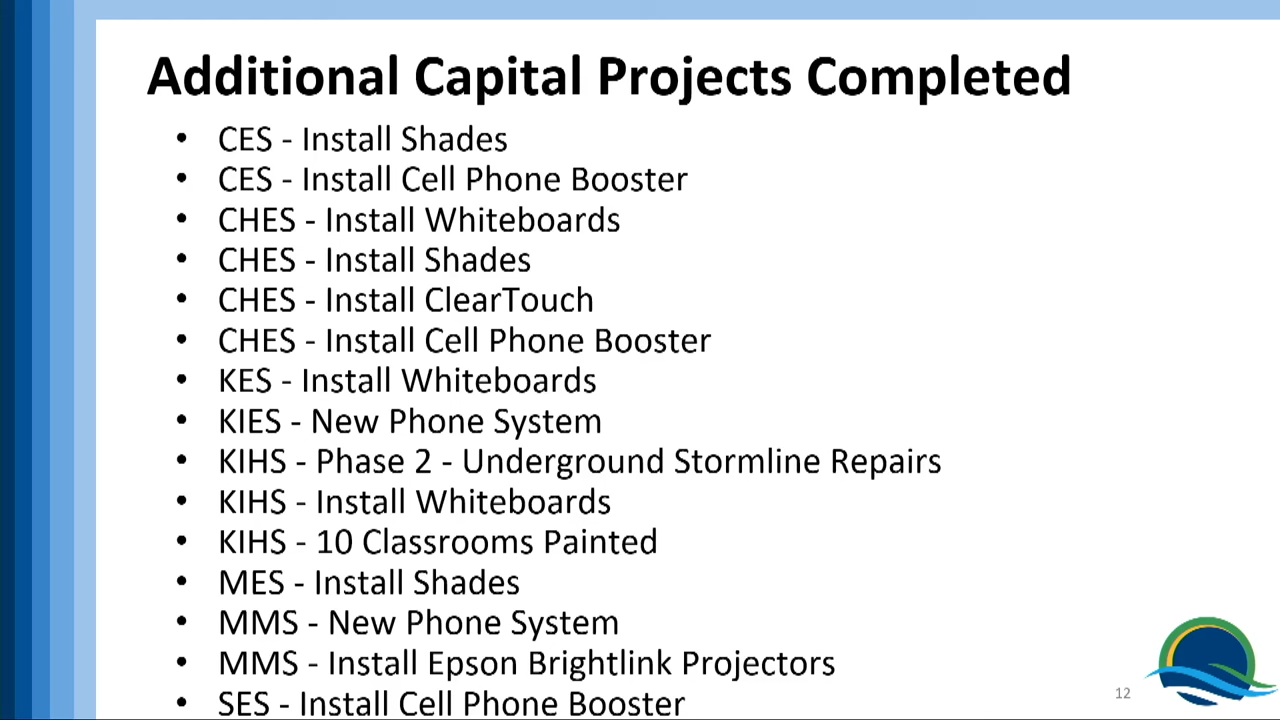 Additional Capital Projects Completed
• CES - Install Shades
• CES - Install Cell Phone Booster
• CHES - Install Whiteboards
• CHES - Install Shades
• CHES - Install ClearTouch
• CHES - Install Cell Phone Booster
• KES - Install Whiteboards
• KIES - New Phone System
• KIHS - Phase 2 - Underground Stormline Repairs
• KIHS - Install Whiteboards
• KIHS - 10 Classrooms Painted
• MES - Install Shades
• MMS - New Phone System
• MMS - Install Epson Brightlink Projectors
• SES - Install Cell Phone Booster
12